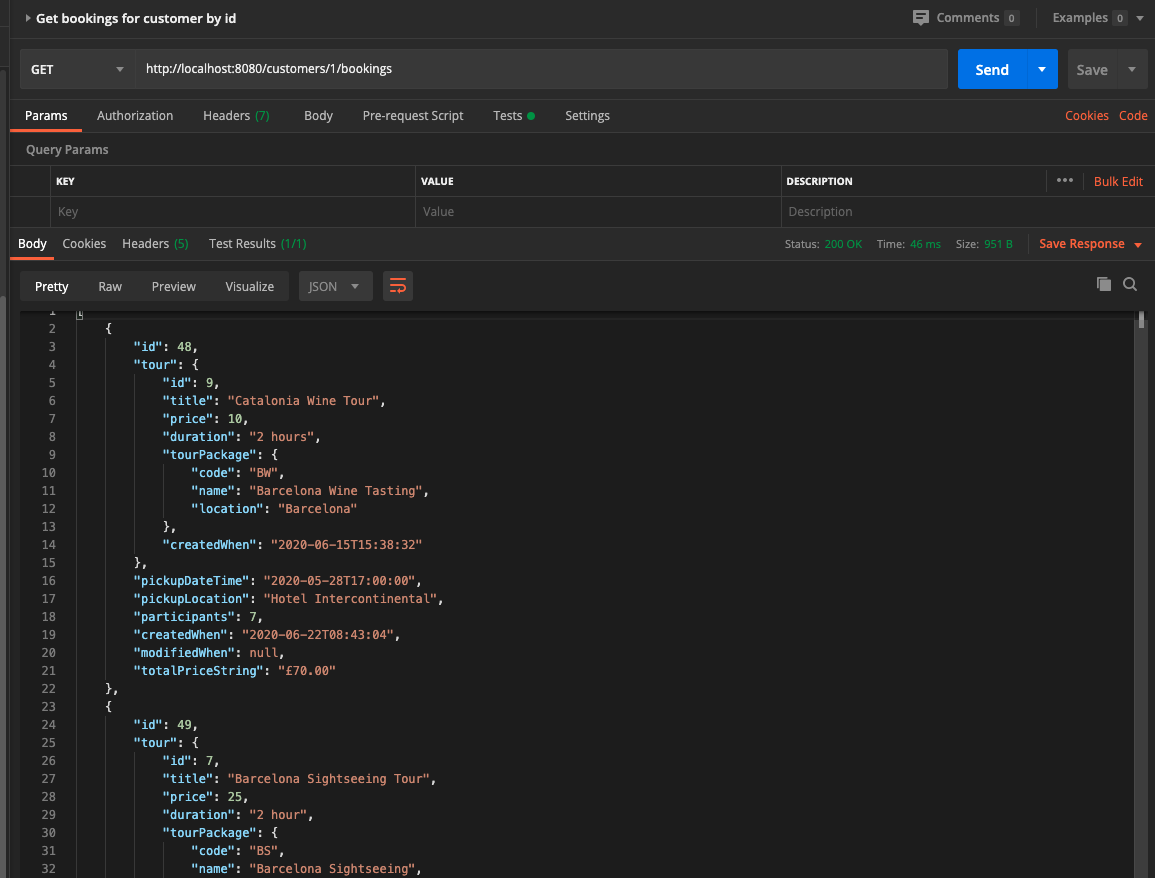 Get bookings for customer by id Comments 0 Examples 0
GET http://localhost:8080/customers/1/bookings Send Save
Params Authorization Headers (7) Body Pre-request Script Tests Settings Cookies Code
Query Params
KEY VALUE DESCRIPTION ••• Bulk Edit
Key Value Description
Body Cookies Headers (5) Test Results (1/1) Status: 200 OK Time: 46 ms Size: 951 B Save Response
Pretty Raw Preview Visualize JSON
1 [
2 {
3 "id": 48,
4 "tour": {
5 "id": 9,
6 "title": "Catalonia Wine Tour",
7 "price": 10,
8 "duration": "2 hours",
9 "tourPackage": {
10 "code": "BW",
11 "name": "Barcelona Wine Tasting",
12 "location": "Barcelona"
13 },
14 "createdWhen": "2020-06-15T15:38:32"
15 },
16 "pickupDateTime": "2020-05-28T17:00:00",
17 "pickupLocation": "Hotel Intercontinental",
18 "participants": 7,
19 "createdWhen": "2020-06-22T08:43:04",
20 "modifiedWhen": null,
21 "totalPriceString": "£70.00"
22 },
23 {
24 "id": 49,
25 "tour": {
26 "id": 7,
27 "title": "Barcelona Sightseeing Tour",
28 "price": 25,
29 "duration": "2 hour",
30 "tourPackage": {
31 "code": "BS",
32 "name": "Barcelona Sightseeing",